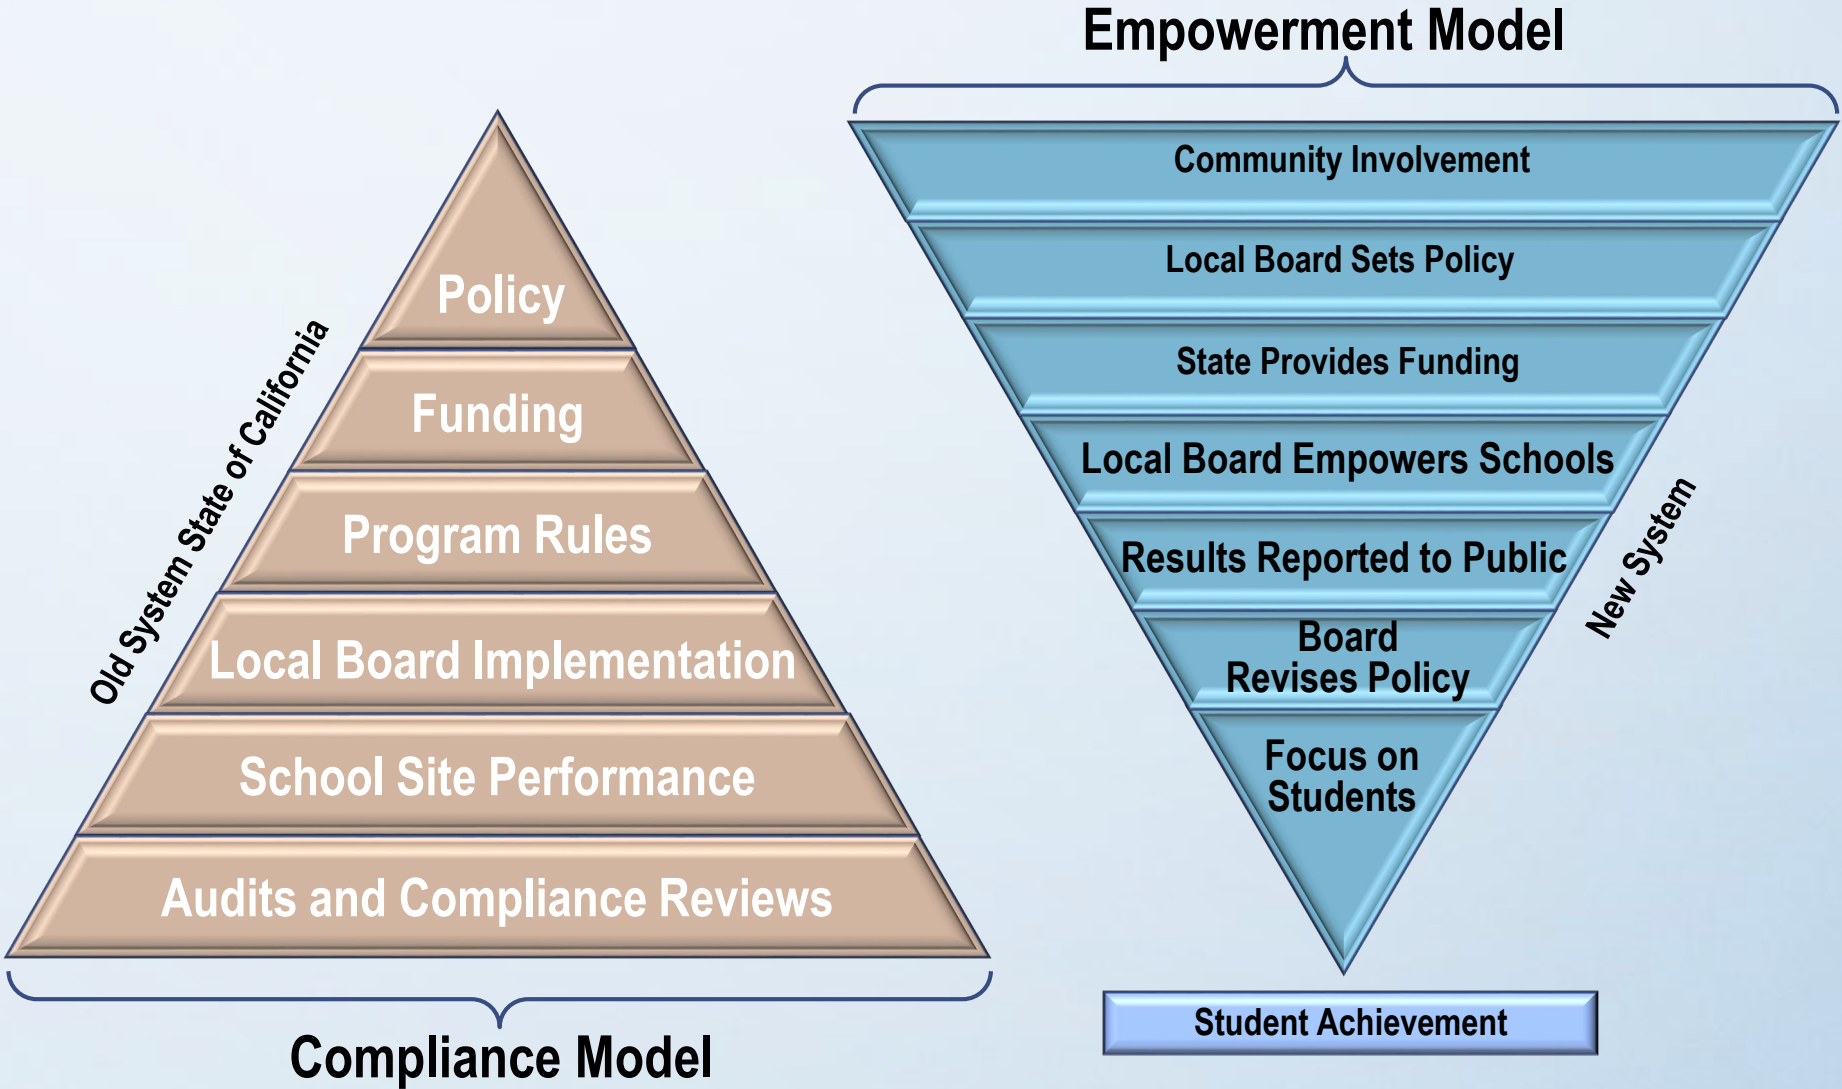 Empowerment Model
Community Involvement
Local Board Sets Policy
State Provides Funding
Local Board Empowers Schools
Results Reported to Public
Board
Revises Policy
Focus on
Students
New System
Student Achievement
Old System State of California
Policy
Funding
Program Rules
Local Board Implementation
School Site Performance
Audits and Compliance Reviews
Compliance Model